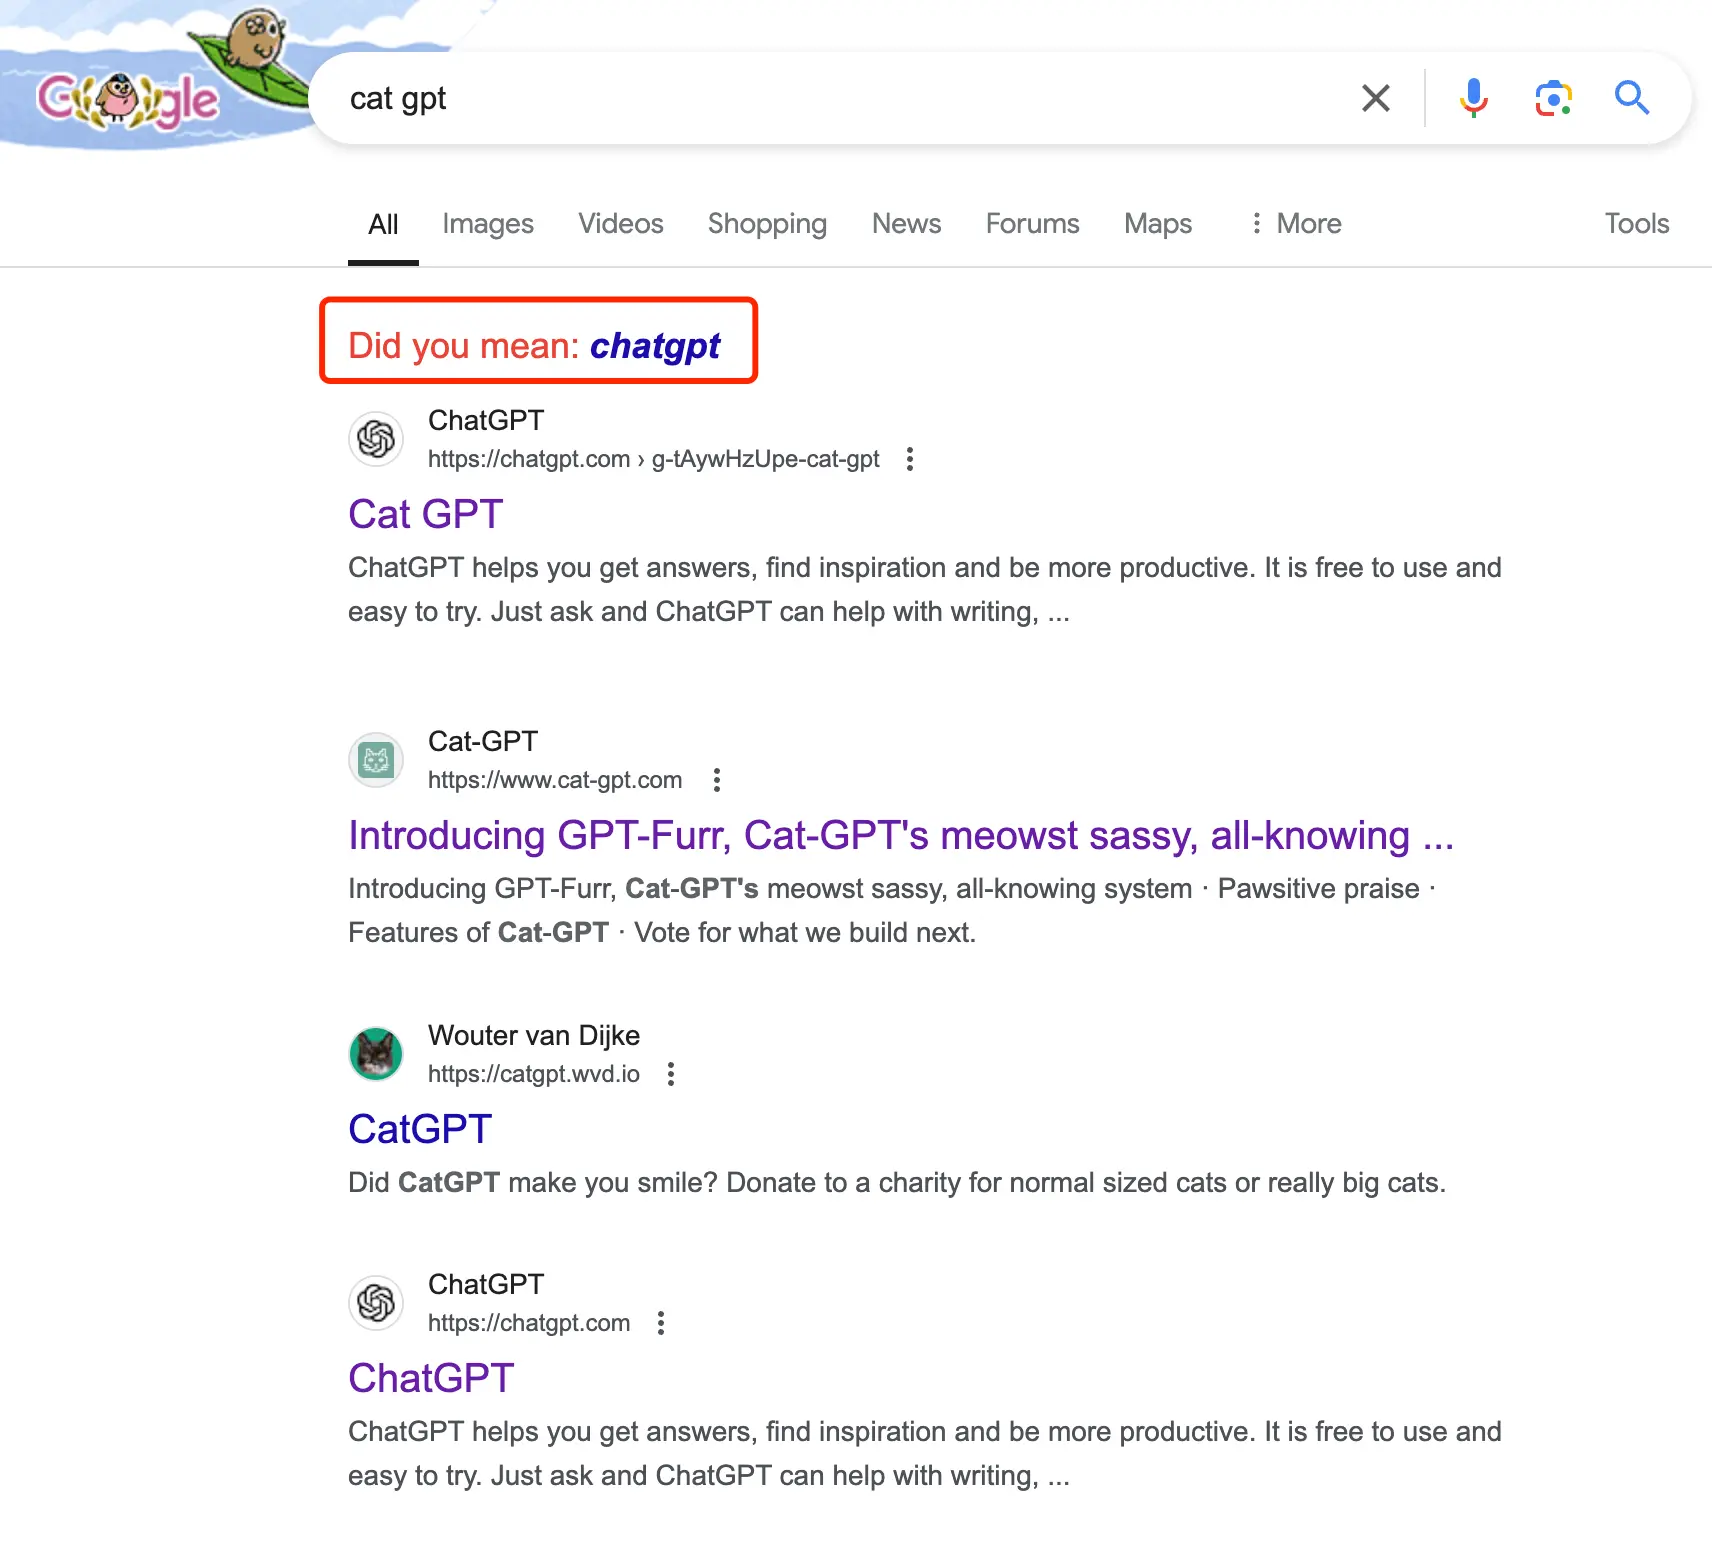 Google
cat gpt
All Images Videos Shopping News Forums Maps More Tools
Did you mean: chatgpt
ChatGPT
https://chatgpt.com › g-tAywHzUpe-cat-gpt
Cat GPT
ChatGPT helps you get answers, find inspiration and be more productive. It is free to use and
easy to try. Just ask and ChatGPT can help with writing, ...
Cat-GPT
https://www.cat-gpt.com
Introducing GPT-Furr, Cat-GPT's meowst sassy, all-knowing ...
Introducing GPT-Furr, Cat-GPT's meowst sassy, all-knowing system · Pawsitive praise ·
Features of Cat-GPT · Vote for what we build next.
Wouter van Dijke
https://catgpt.wvd.io
CatGPT
Did CatGPT make you smile? Donate to a charity for normal sized cats or really big cats.
ChatGPT
https://chatgpt.com
ChatGPT
ChatGPT helps you get answers, find inspiration and be more productive. It is free to use and
easy to try. Just ask and ChatGPT can help with writing, ...